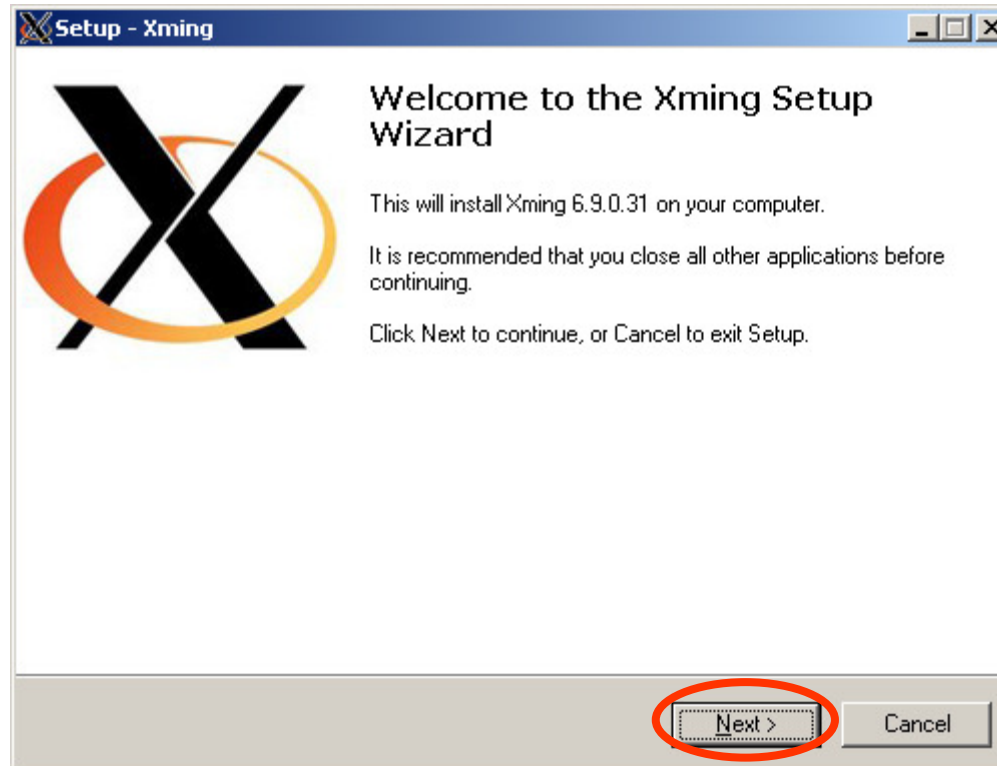 Setup - Xming
Welcome to the Xming Setup
Wizard
This will install Xming 6.9.0.31 on your computer.
It is recommended that you close all other applications before
continuing.
Click Next to continue, or Cancel to exit Setup.
Next >
Cancel